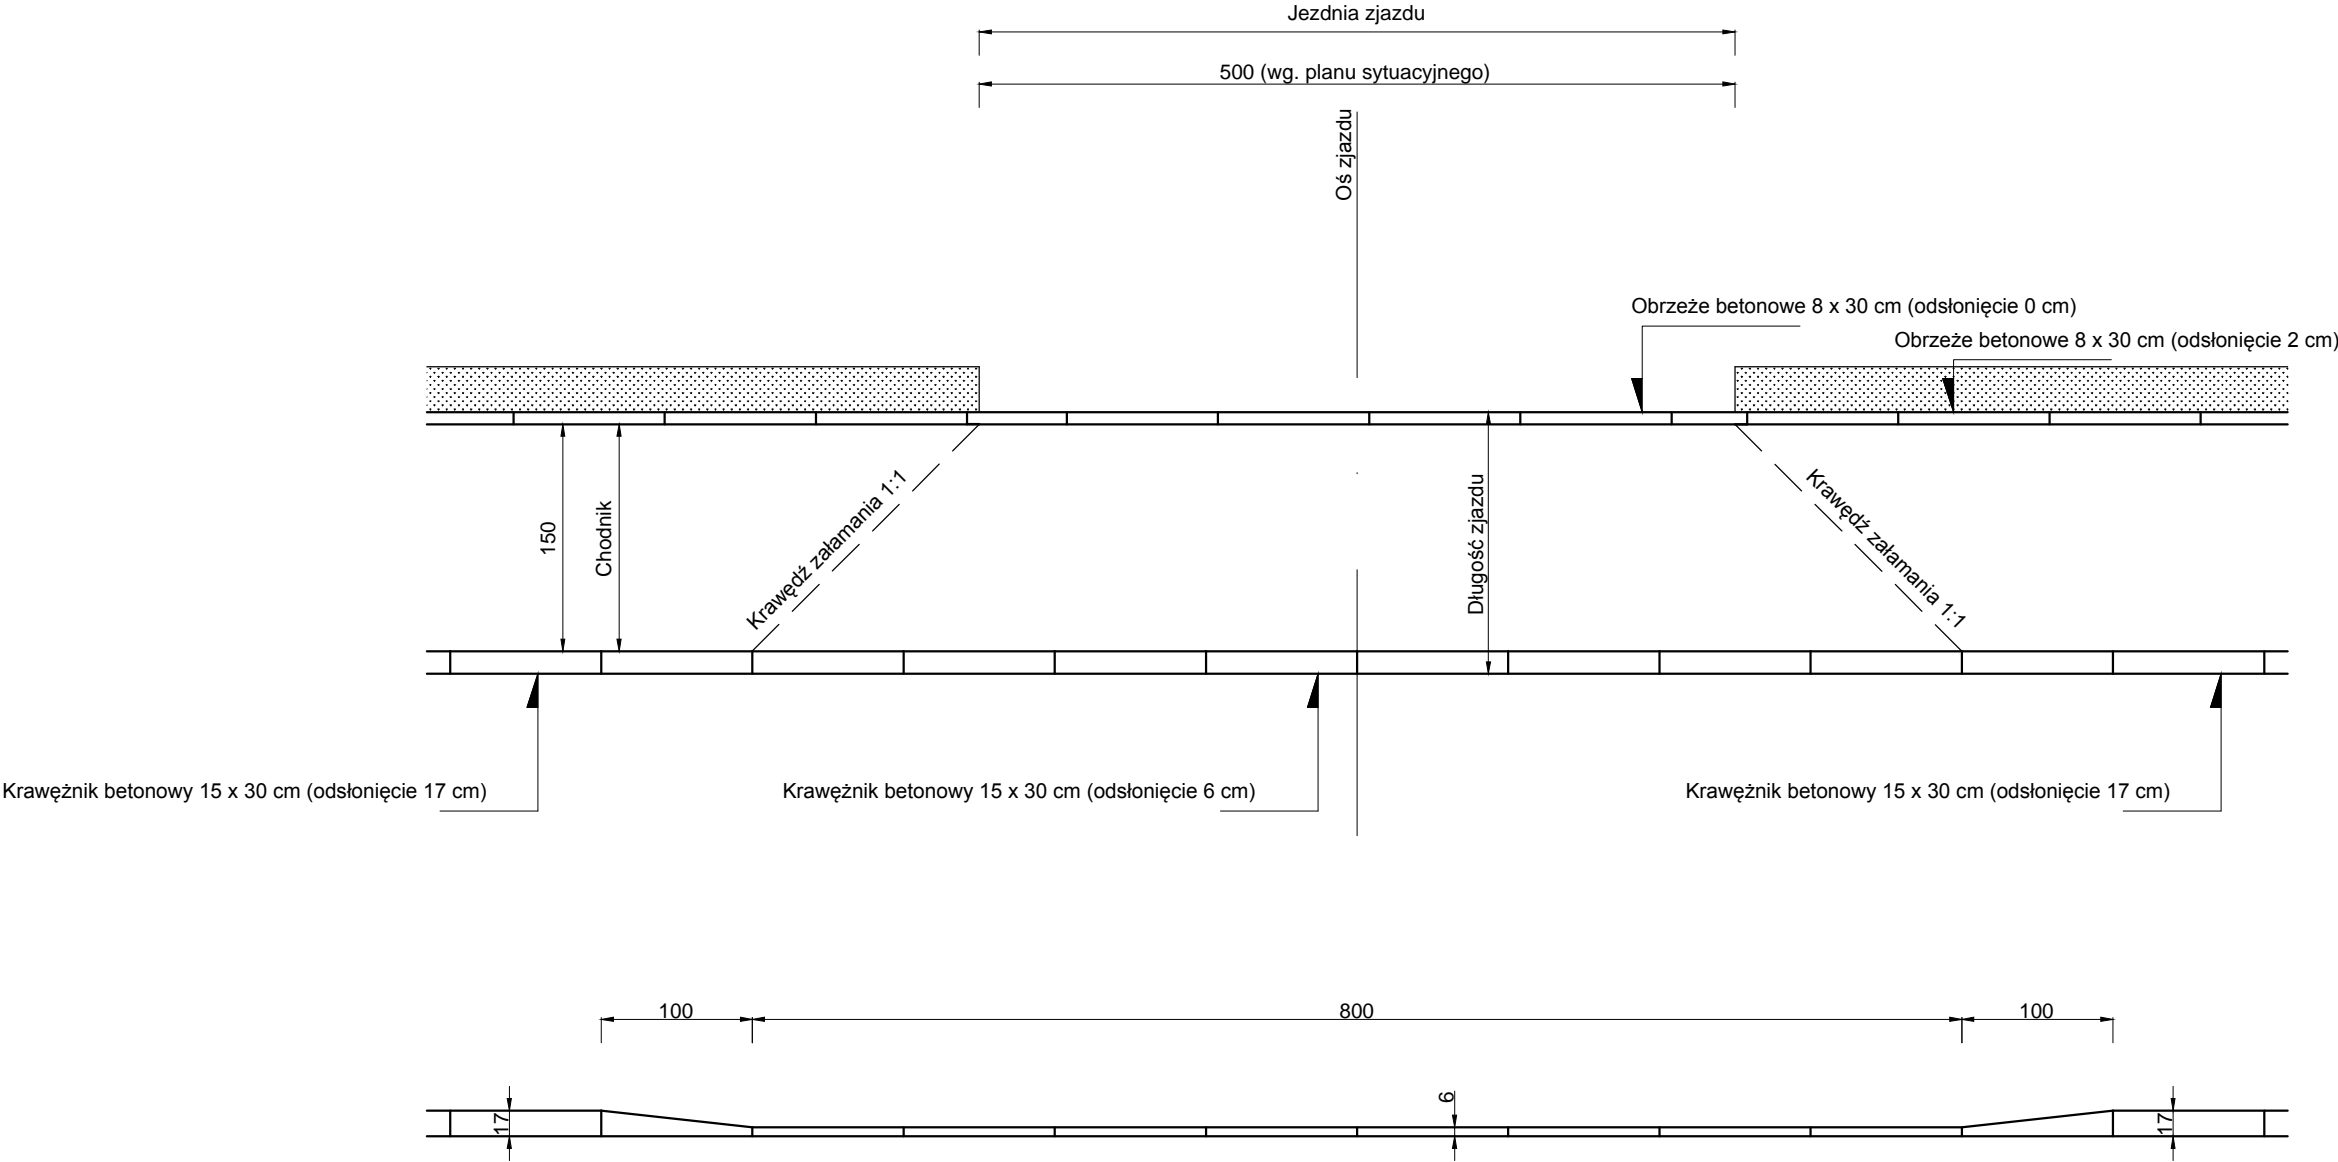 Jezdnia zjazdu
500 (wg. planu sytuacyjnego)
Oś zjazdu
Obrzeże betonowe 8 x 30 cm (odsłonięcie 0 cm)
Obrzeże betonowe 8 x 30 cm (odsłonięcie 2 cm)
150
Chodnik
Krawędź załamania 1:1
Długość zjazdu
Krawędź załamania 1:1
Krawężnik betonowy 15 x 30 cm (odsłonięcie 17 cm)
Krawężnik betonowy 15 x 30 cm (odsłonięcie 6 cm)
Krawężnik betonowy 15 x 30 cm (odsłonięcie 17 cm)
100
800
100
17
6
17